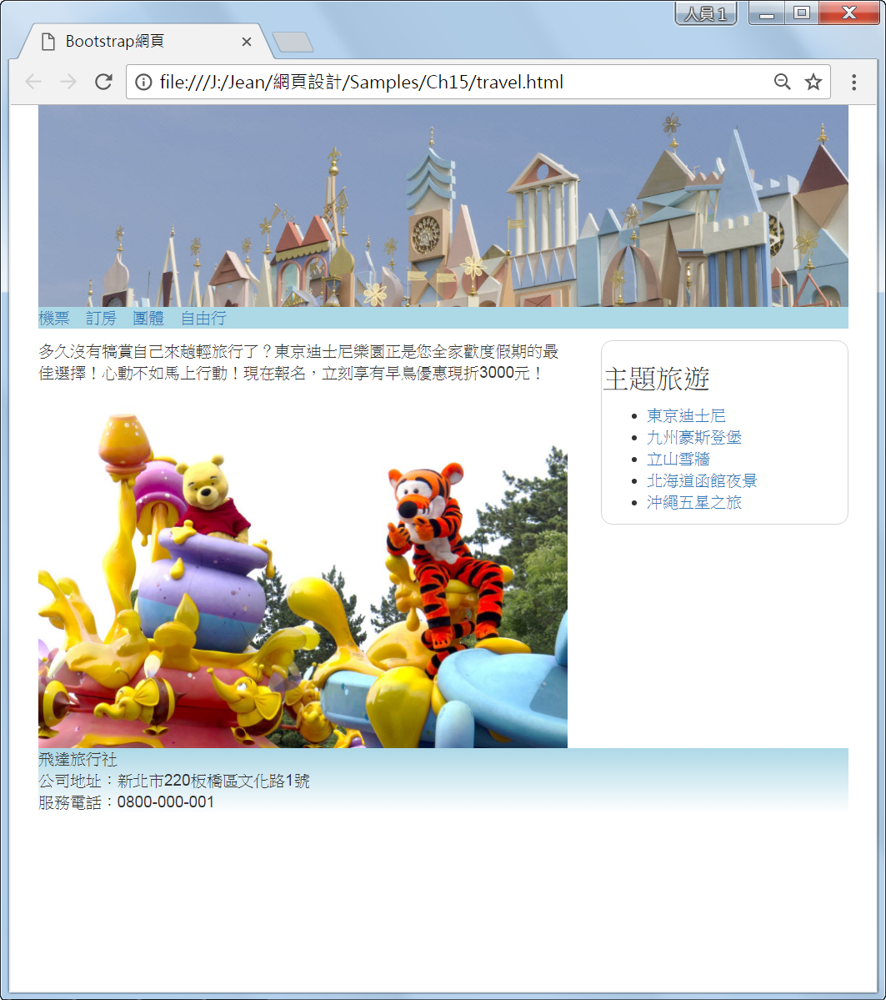 人員 1
Bootstrap網頁
file:///J:/Jean/網頁設計/Samples/Ch15/travel.html
機票 訂房 團體 自由行
多久沒有犒賞自己來趟輕旅行了？東京迪士尼樂園正是您全家歡度假期的最
佳選擇！心動不如馬上行動！現在報名，立刻享有早鳥優惠現折3000元！
主題旅遊
東京迪士尼
九州豪斯登堡
立山雪牆
北海道函館夜景
沖繩五星之旅
飛達旅行社
公司地址：新北市220板橋區文化路1號
服務電話：0800-000-001